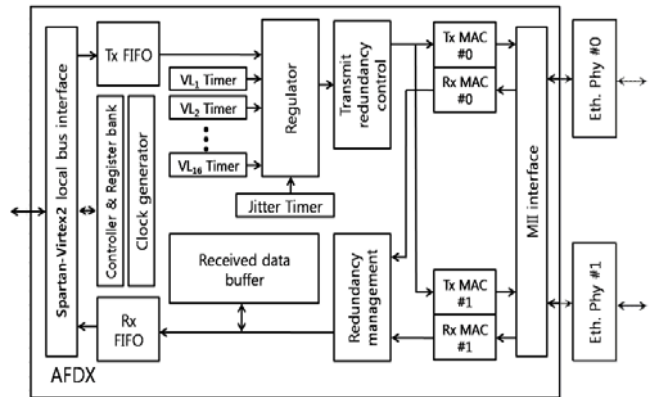 Spartan-Virtex2 local bus interface
Tx FIFO
VL1 Timer
VL2 Timer
VL16 Timer
Controller & Register bank
Clock generator
Regulator
Jitter Timer
Transmit
redundancy
control
Tx MAC
#0
Rx MAC
#0
MII interface
Eth. Phy #0
Received data
buffer
Rx
FIFO
Redundancy
management
Tx MAC
#1
Rx MAC
#1
Eth. Phy #1
AFDX